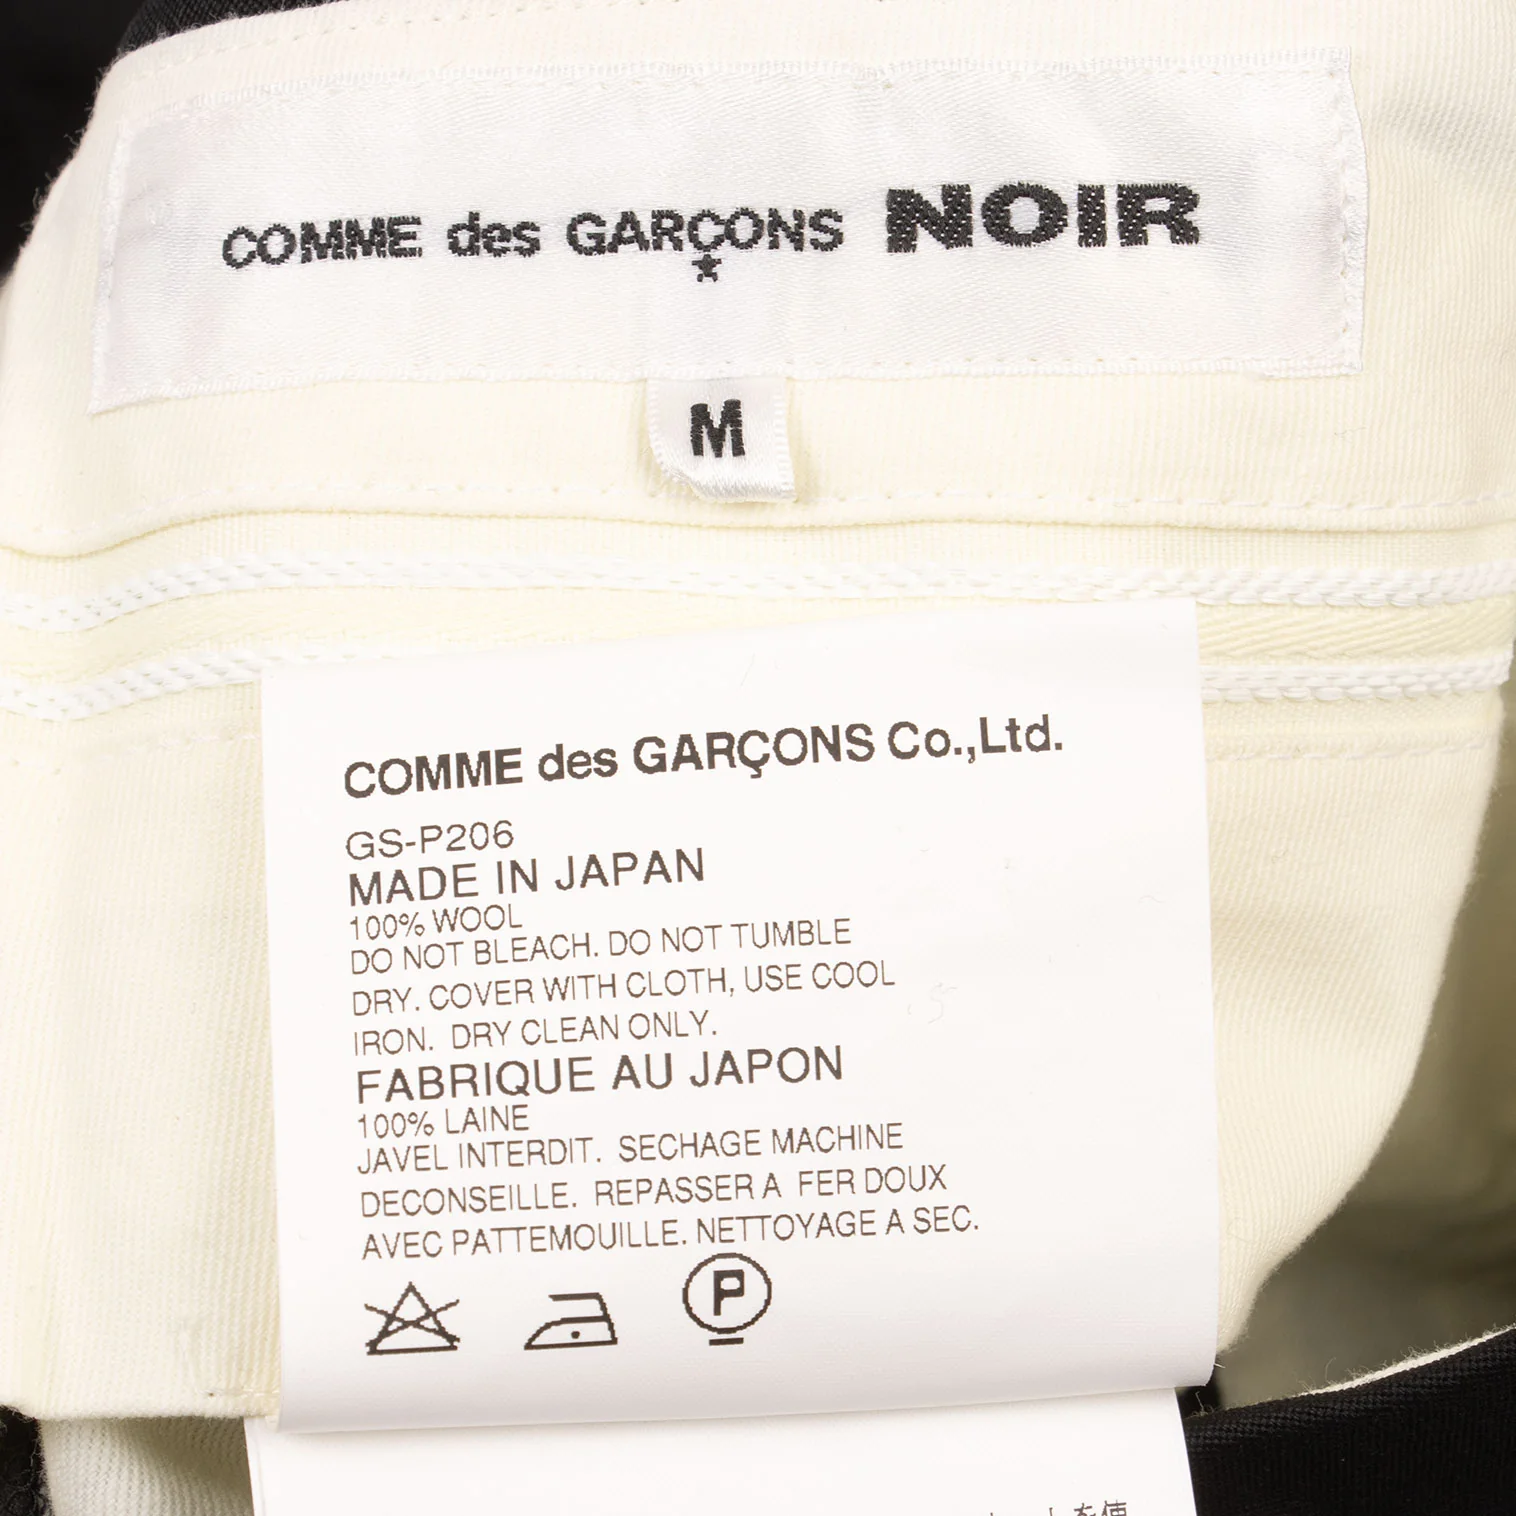 COMME des GARÇONS NOIR
M
COMME des GARÇONS Co.,Ltd.
GS-P206
MADE IN JAPAN
100% WOOL
DO NOT BLEACH. DO NOT TUMBLE
DRY. COVER WITH CLOTH, USE COOL
IRON. DRY CLEAN ONLY.
FABRIQUE AU JAPON
100% LAINE
JAVEL INTERDIT. SECHAGE MACHINE
DECONSEILLE. REPASSER A FER DOUX
AVEC PATTEMOUILLE. NETTOYAGE A SEC.
P